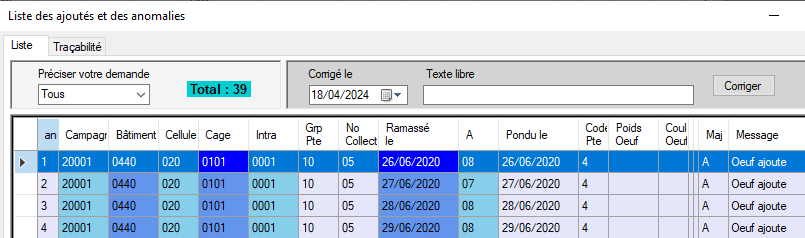 Liste des ajoutés et des anomalies
Liste Traçabilité
Préciser votre demande
Tous
Total : 39
Corrigé le Texte libre
18/04/2024
Corriger
an Campagn Bâtiment Cellule Cage Intra Grp Pte No Collect Ramassé le A Pondu le Code Pte Poids Oeuf Coul Oeuf Maj Message
1 20001 0440 020 0101 0001 10 05 26/06/2020 08 26/06/2020 4 A Oeuf ajoute
2 20001 0440 020 0101 0001 10 05 27/06/2020 07 27/06/2020 4 A Oeuf ajoute
3 20001 0440 020 0101 0001 10 05 28/06/2020 08 28/06/2020 4 A Oeuf ajoute
4 20001 0440 020 0101 0001 10 05 29/06/2020 08 29/06/2020 4 A Oeuf ajoute